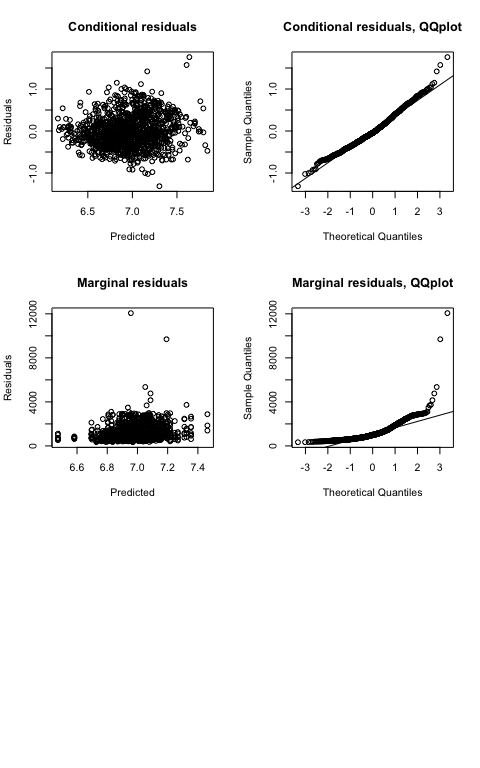 Conditional residuals
Residuals
-1.0 0.0 1.0
6.5 7.0 7.5
Predicted
Conditional residuals, QQplot
Sample Quantiles
-1.0 0.0 1.0
-3 -2 -1 0 1 2 3
Theoretical Quantiles
Marginal residuals
Residuals
0 4000 8000 12000
6.6 6.8 7.0 7.2 7.4
Predicted
Marginal residuals, QQplot
Sample Quantiles
0 4000 8000 12000
-3 -2 -1 0 1 2 3
Theoretical Quantiles